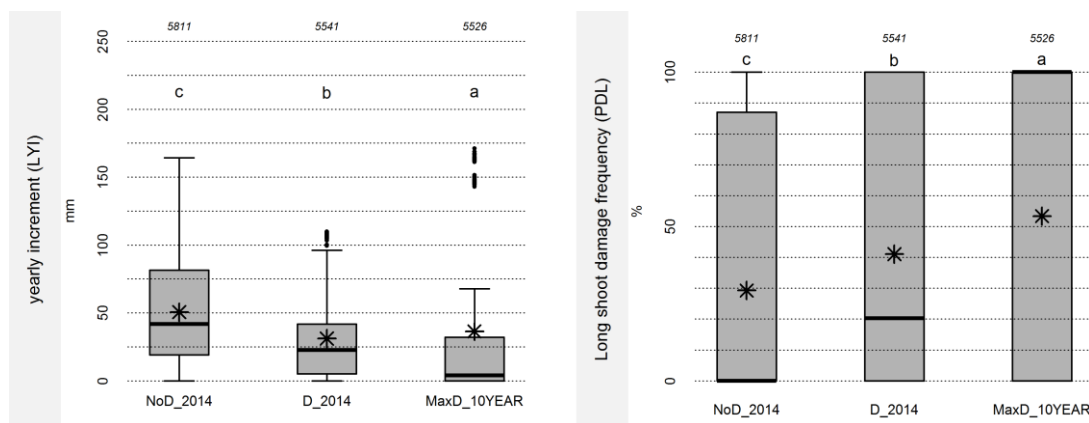 5811 5541 5526
250
200
150
100
50
0
c b a
yearly increment (LYI)
mm
NoD_2014 D_2014 MaxD_10YEAR
5811 5541 5526
c b a
100
50
0
Long shoot damage frequency (PDL)
%
NoD_2014 D_2014 MaxD_10YEAR